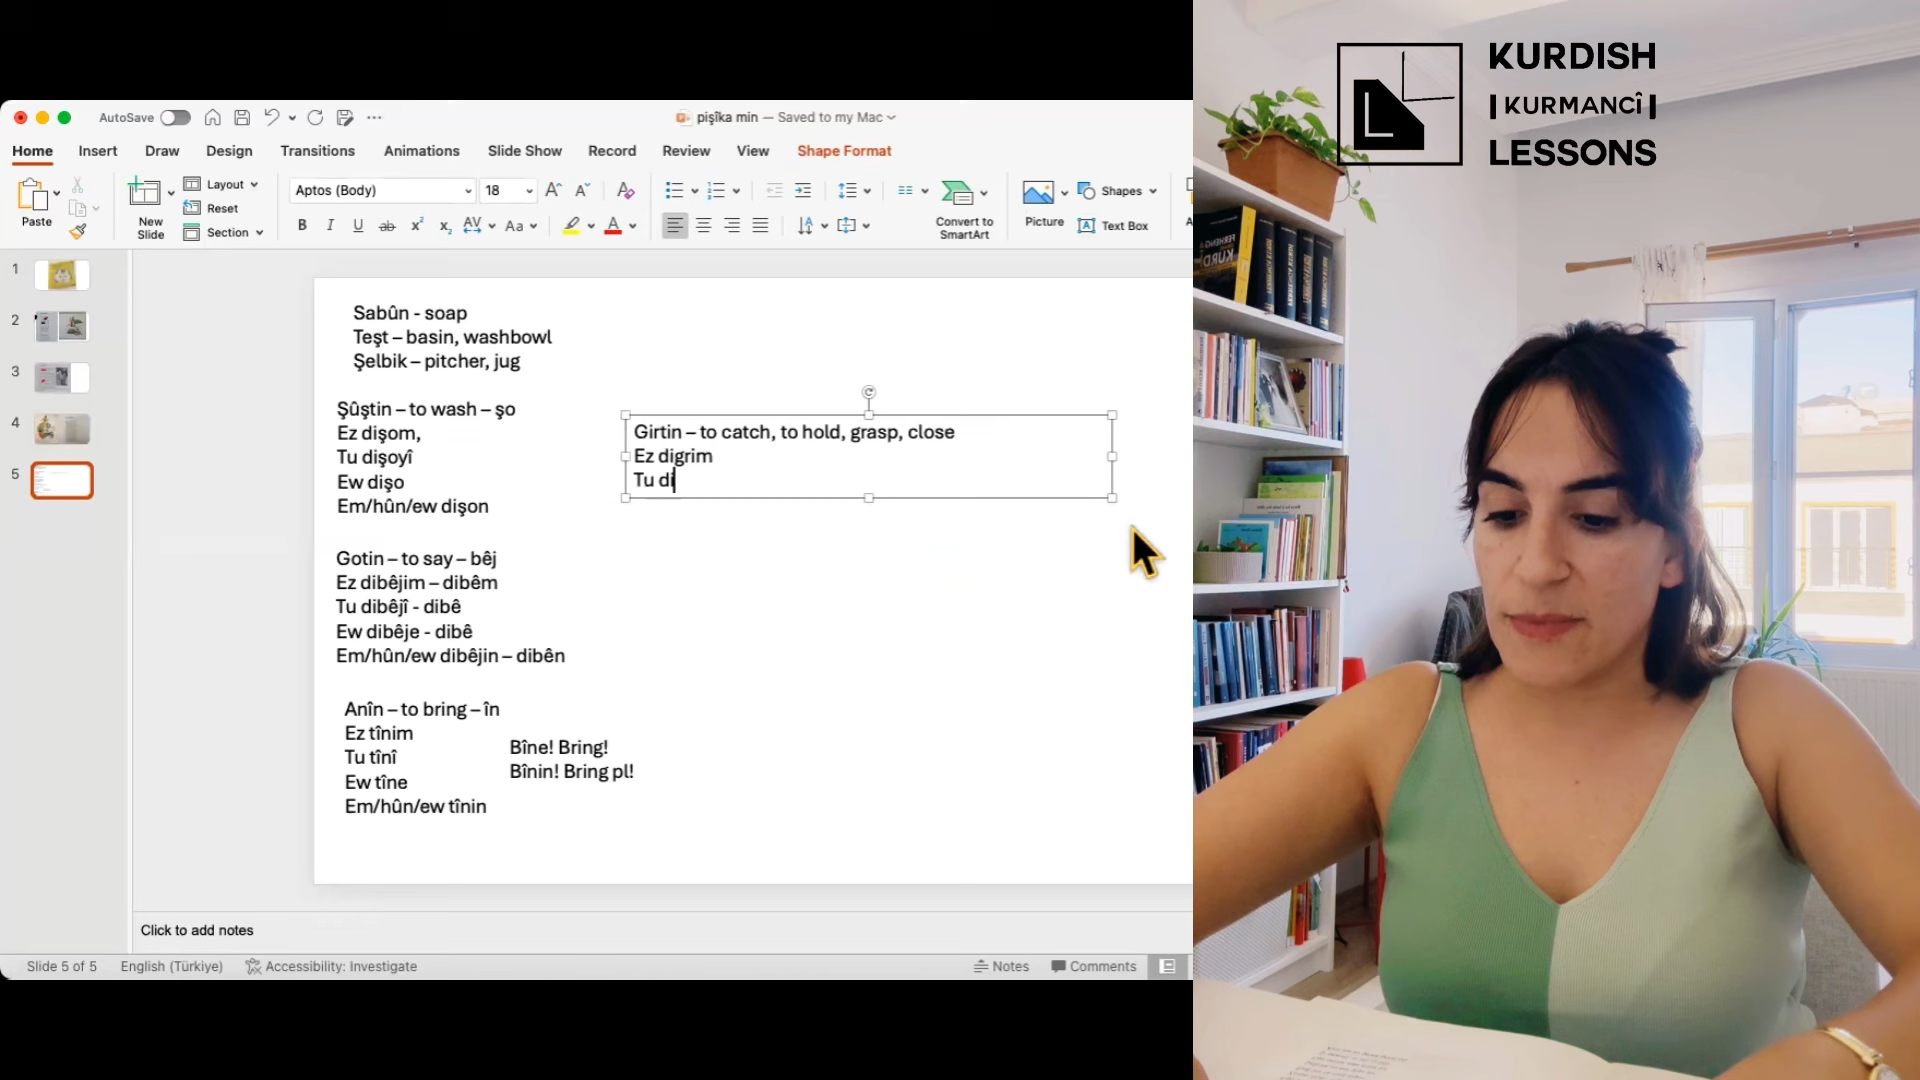 AutoSave
pişîka min — Saved to my Mac
Home Insert Draw Design Transitions Animations Slide Show Record Review View Shape Format
Paste
New Slide
Layout
Reset
Section
Aptos (Body)
18
Convert to SmartArt
Picture
Shapes
Text Box
1
2
3
4
5
Sabûn - soap
Teşt – basin, washbowl
Şelbik – pitcher, jug
Şûştin – to wash – şo
Ez dişom,
Tu dişoyî
Ew dişo
Em/hûn/ew dişon
Gotin – to say – bêj
Ez dibêjim – dibêm
Tu dibêjî - dibê
Ew dibêje - dibê
Em/hûn/ew dibêjin – dibên
Anîn – to bring – în
Ez tînim
Tu tînî
Ew tîne
Em/hûn/ew tînin
Bîne! Bring!
Bînin! Bring pl!
Girtin – to catch, to hold, grasp, close
Ez digrim
Tu di
Click to add notes
Slide 5 of 5 English (Türkiye) Accessibility: Investigate Notes Comments
KURDISH
| KURMANCÎ |
LESSONS